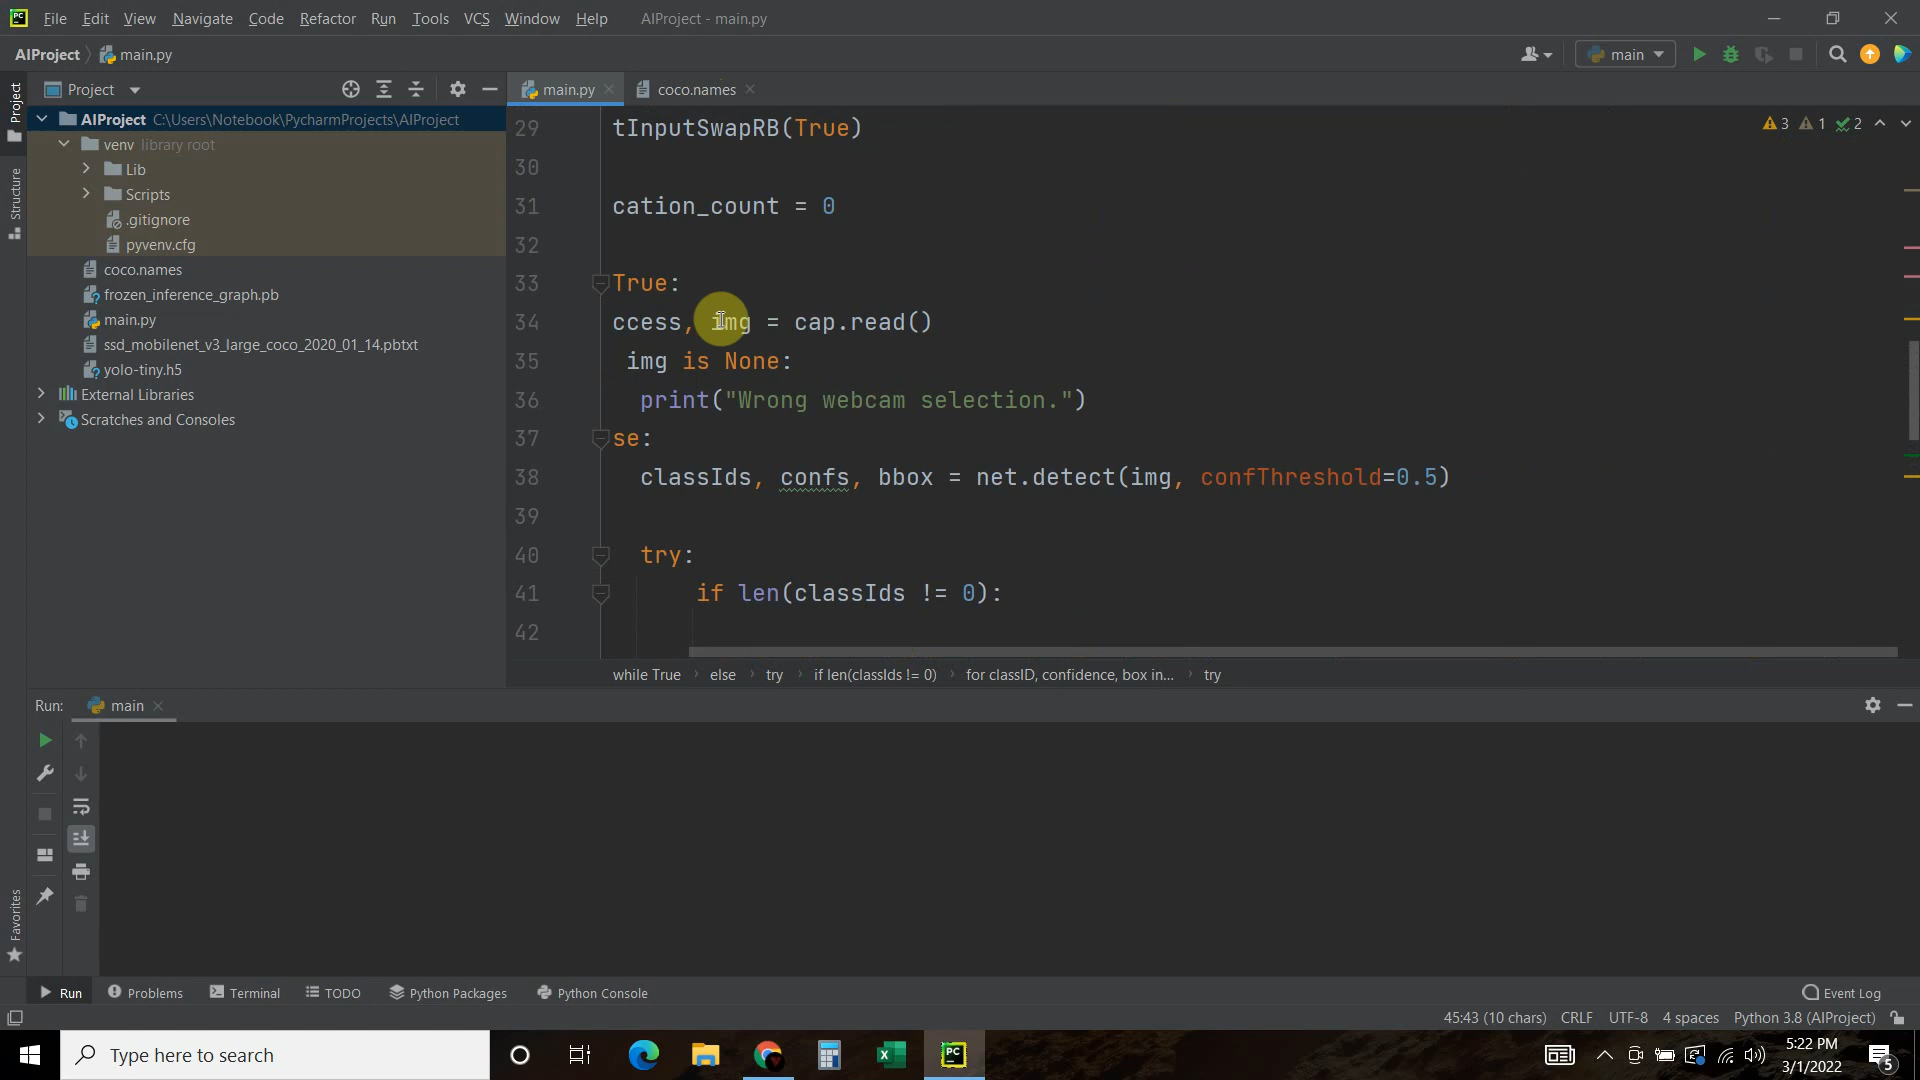 PC File Edit View Navigate Code Refactor Run Tools VCS Window Help AIProject - main.py
AIProject main.py main
Project main.py coco.names
AIProject C:\Users\Notebook\PycharmProjects\AIProject
venv library root
Lib
Scripts
.gitignore
pyvenv.cfg
coco.names
frozen_inference_graph.pb
main.py
ssd_mobilenet_v3_large_coco_2020_01_14.pbtxt
yolo-tiny.h5
External Libraries
Scratches and Consoles
Project
Structure
Favorites
3 1 2
29 tInputSwapRB(True)
30
31 cation_count = 0
32
33 True:
34 ccess, img = cap.read()
35 img is None:
36 print("Wrong webcam selection.")
37 se:
38 classIds, confs, bbox = net.detect(img, confThreshold=0.5)
39
40 try:
41 if len(classIds != 0):
42
while True else try if len(classIds != 0) for classID, confidence, box in... try
Run: main
Run Problems Terminal TODO Python Packages Python Console Event Log
45:43 (10 chars) CRLF UTF-8 4 spaces Python 3.8 (AIProject)
Type here to search
PC
5:22 PM
3/1/2022
5